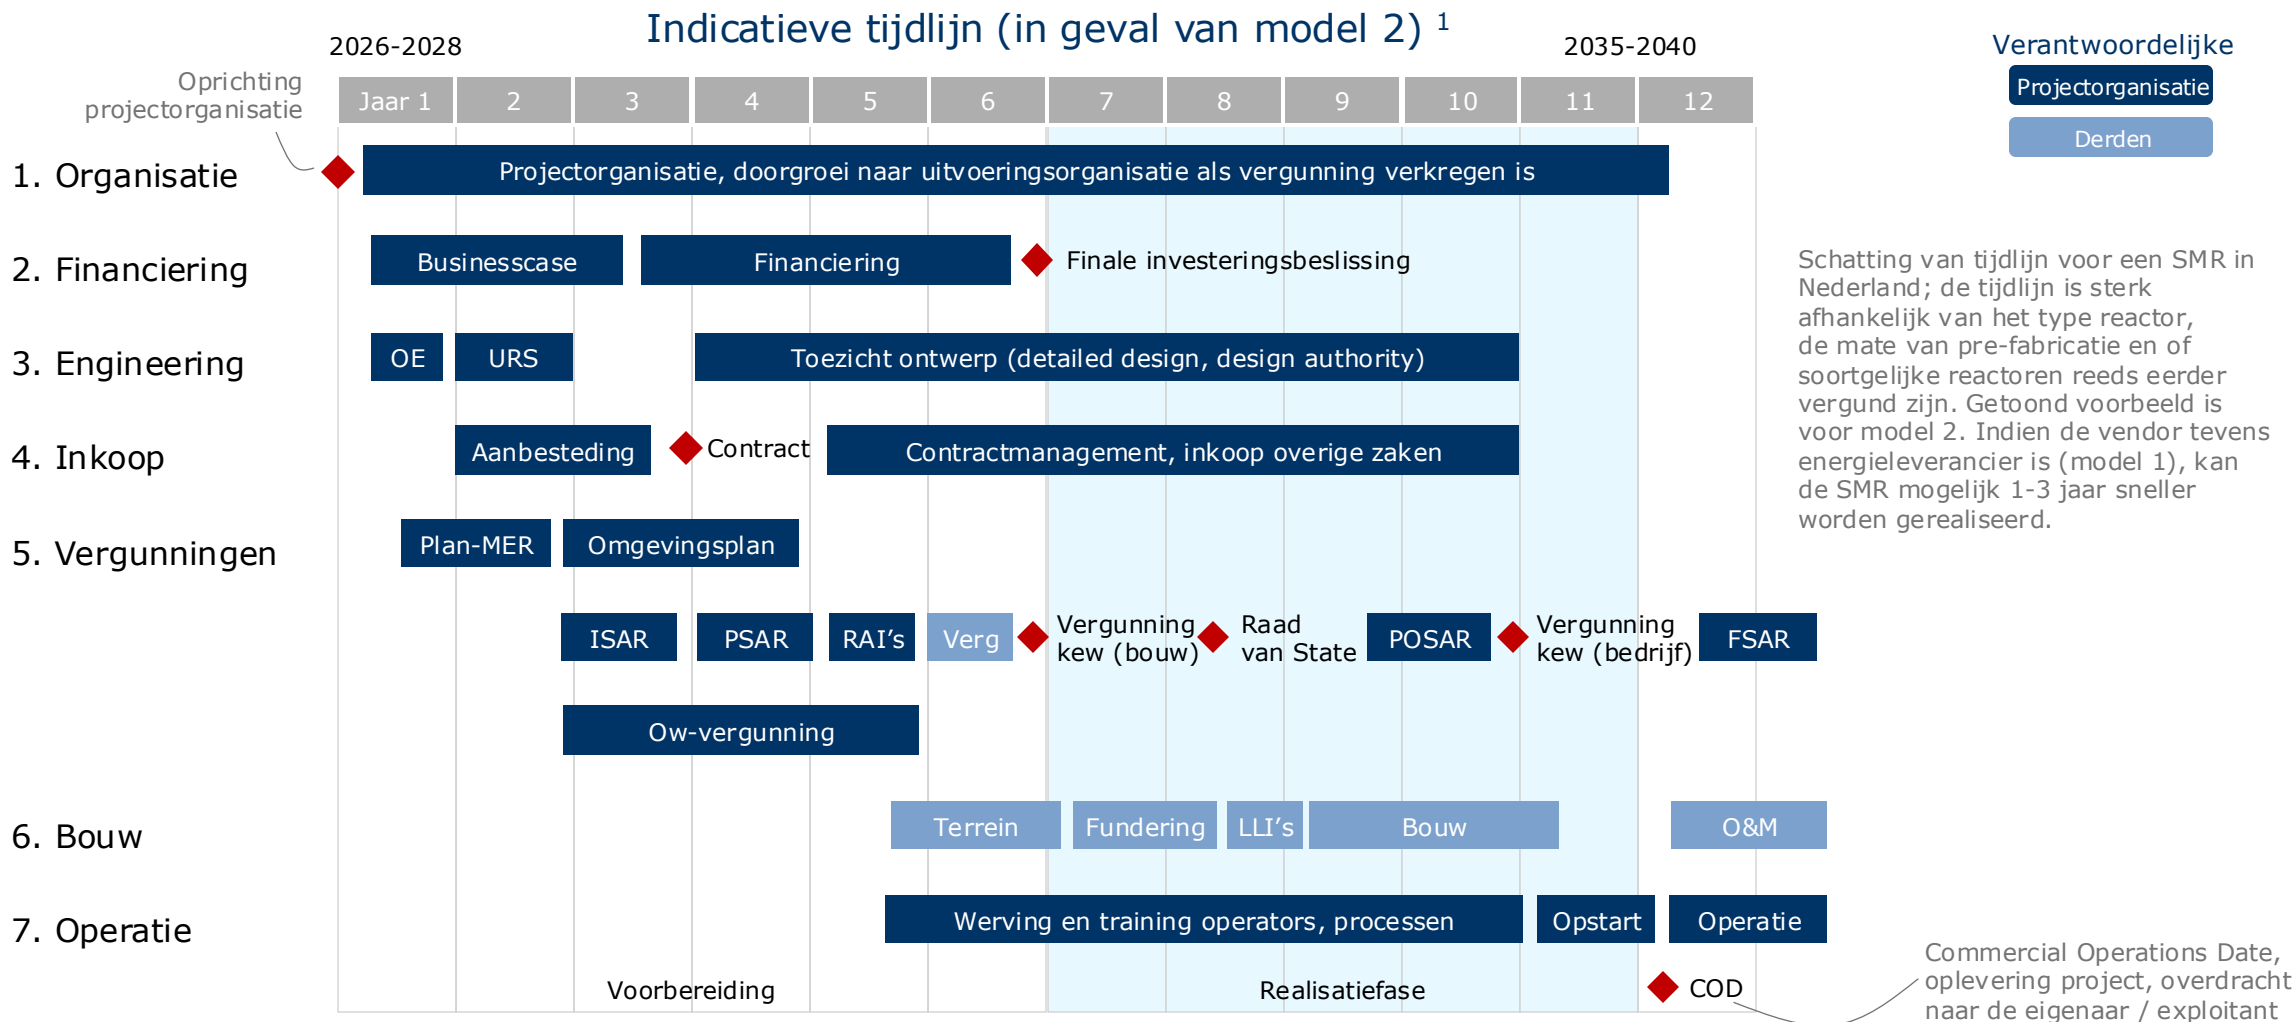 Indicatieve tijdlijn (in geval van model 2) 1
2026-2028
2035-2040
Verantwoordelijke
Projectorganisatie
Derden
Oprichting
projectorganisatie
Jaar 1 2 3 4 5 6 7 8 9 10 11 12
1. Organisatie
Projectorganisatie, doorgroei naar uitvoeringsorganisatie als vergunning verkregen is
2. Financiering
Businesscase
Financiering
Finale investeringsbeslissing
3. Engineering
OE
URS
Toezicht ontwerp (detailed design, design authority)
4. Inkoop
Aanbesteding
Contract
Contractmanagement, inkoop overige zaken
5. Vergunningen
Plan-MER
Omgevingsplan
ISAR
PSAR
RAI's
Verg
Vergunning
kew (bouw)
Raad
van State
POSAR
Vergunning
kew (bedrijf)
FSAR
Ow-vergunning
6. Bouw
Terrein
Fundering
LLI's
Bouw
O&M
7. Operatie
Werving en training operators, processen
Opstart
Operatie
Voorbereiding
Realisatiefase
COD
Schatting van tijdlijn voor een SMR in
Nederland; de tijdlijn is sterk
afhankelijk van het type reactor,
de mate van pre-fabricatie en of
soortgelijke reactoren reeds eerder
vergund zijn. Getoond voorbeeld is
voor model 2. Indien de vendor tevens
energieleverancier is (model 1), kan
de SMR mogelijk 1-3 jaar sneller
worden gerealiseerd.
Commercial Operations Date,
oplevering project, overdracht
naar de eigenaar / exploitant